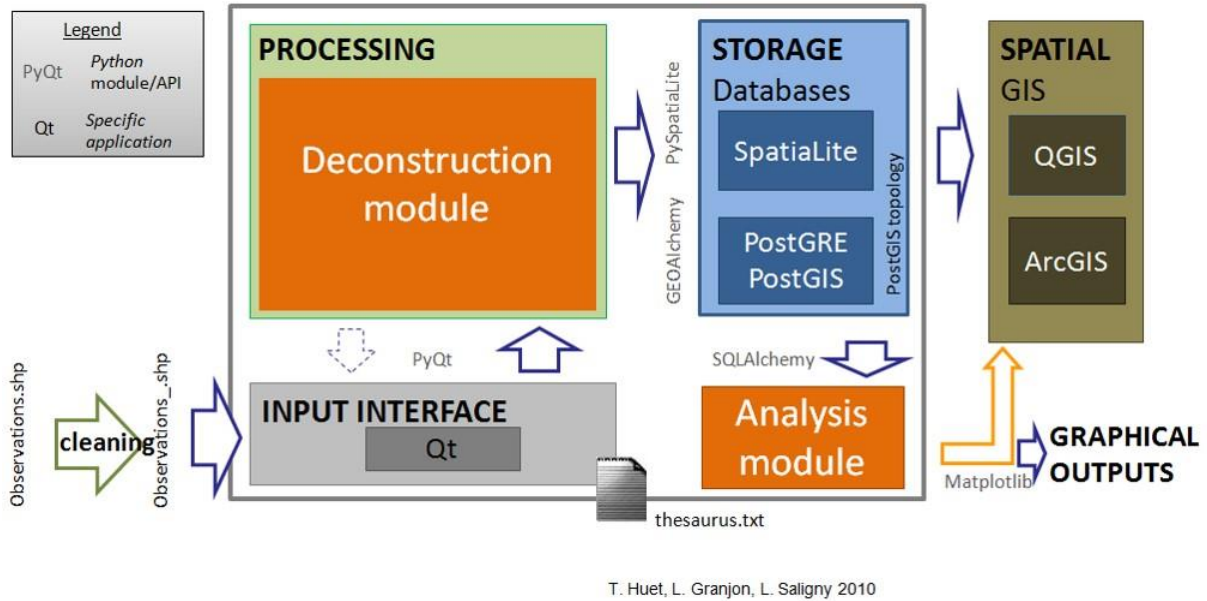 Legend
PyQt
Python
module/API
Qt
Specific
application
PROCESSING
Deconstruction
module
PySpatiaLite
GEOAlchemy
STORAGE
Databases
SpatiaLite
PostGRE
PostGIS
PostGIS topology
SPATIAL
GIS
QGIS
ArcGIS
PyQt
SQLAlchemy
Observations.shp
cleaning
Observations_.shp
INPUT INTERFACE
Qt
thesaurus.txt
Analysis
module
Matplotlib
GRAPHICAL
OUTPUTS
T. Huet, L. Granjon, L. Saligny 2010